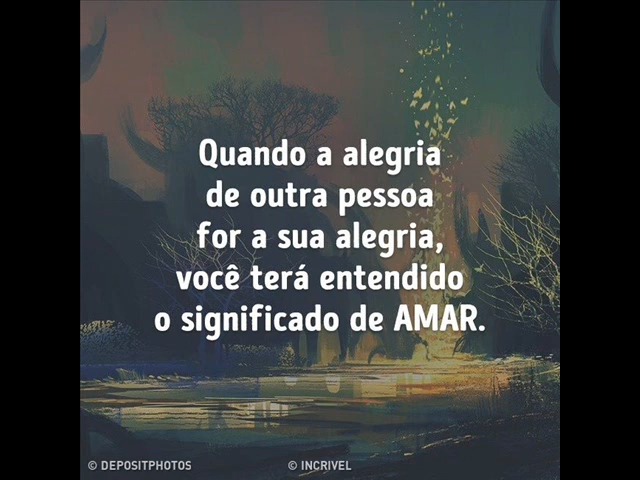 Quando a alegria
de outra pessoa
for a sua alegria,
você terá entendido
o significado de AMAR.
© DEPOSITPHOTOS © INCRIVEL